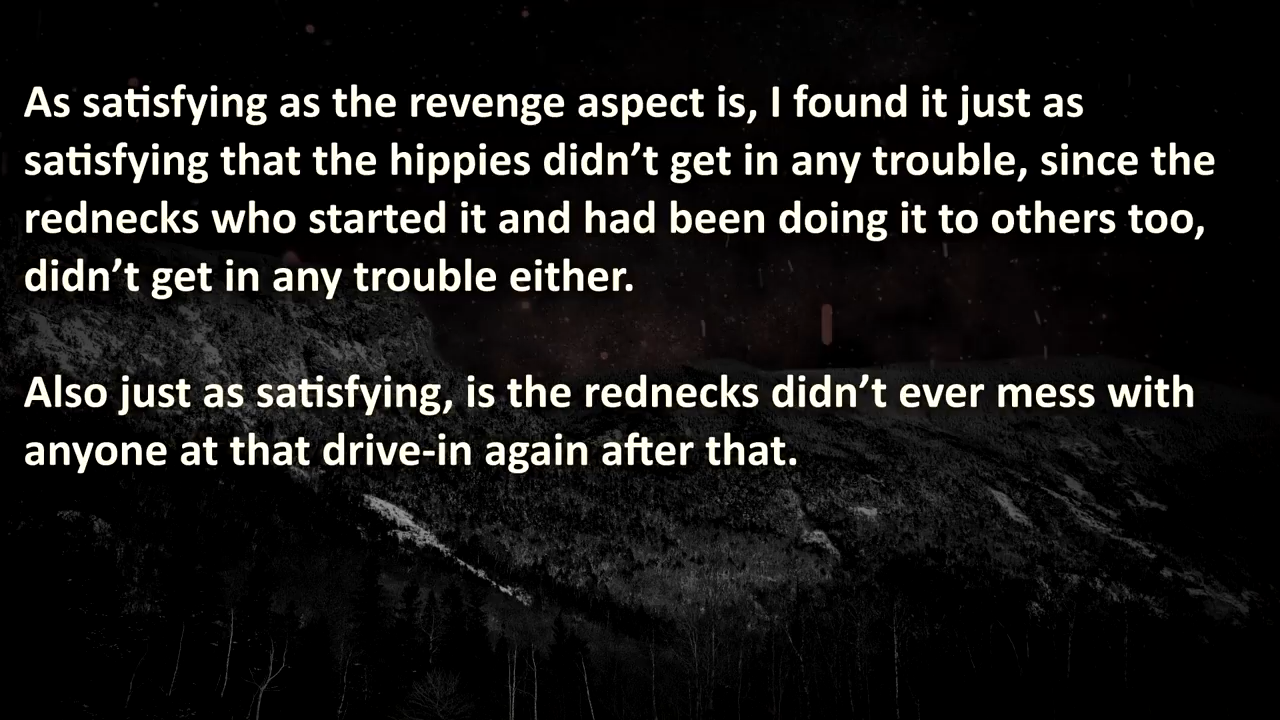 As satisfying as the revenge aspect is, I found it just as
satisfying that the hippies didn’t get in any trouble, since the
rednecks who started it and had been doing it to others too,
didn’t get in any trouble either.
Also just as satisfying, is the rednecks didn’t ever mess with
anyone at that drive-in again after that.